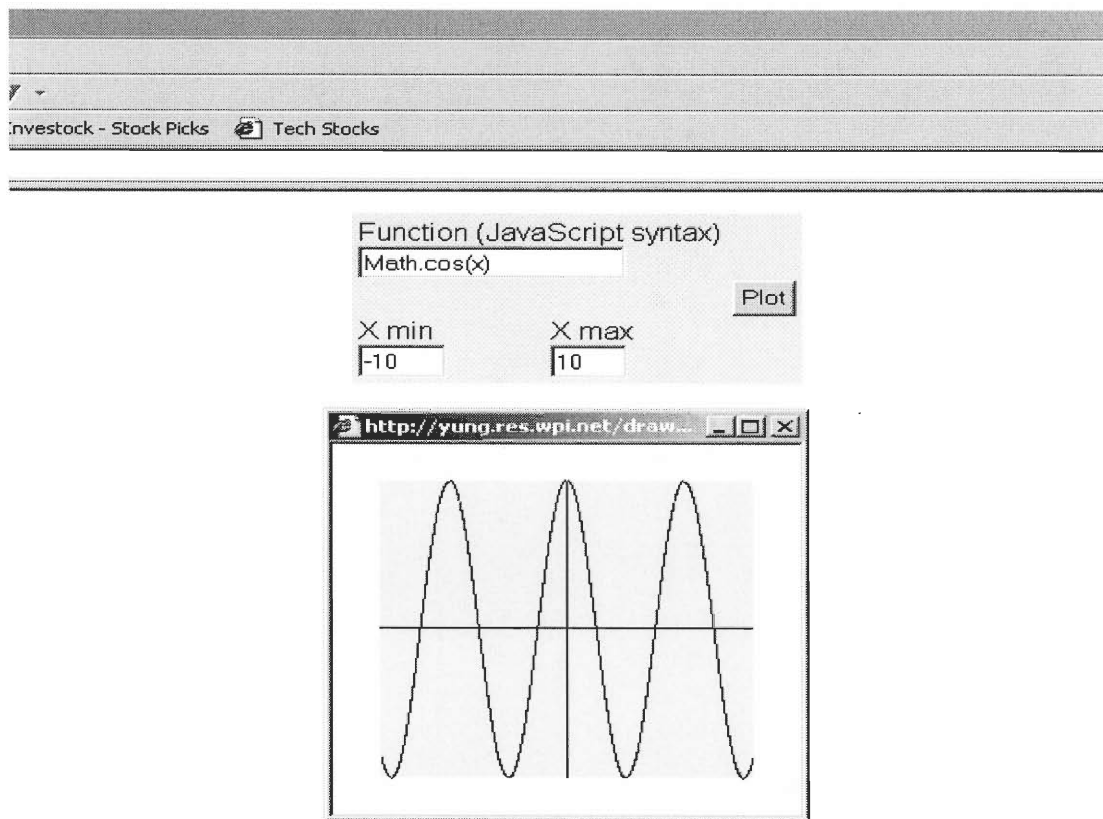 Investock - Stock Picks Tech Stocks
Function (JavaScript syntax)
Math.cos(x)
Plot
X min X max
-10 10
http://yung.res.wpi.net/draw...